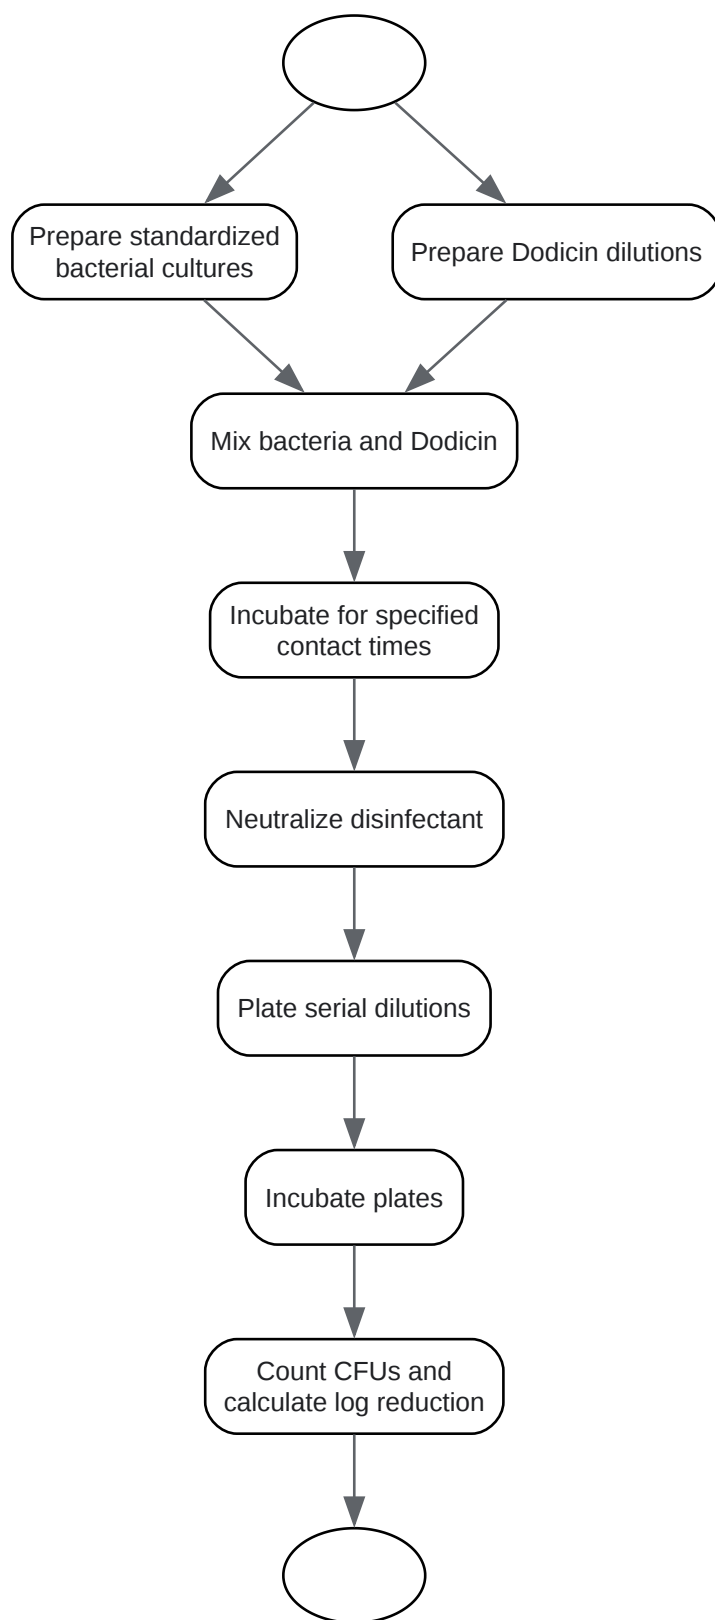 Prepare standardized
bacterial cultures
Prepare Dodicin dilutions
Mix bacteria and Dodicin
Incubate for specified
contact times
Neutralize disinfectant
Plate serial dilutions
Incubate plates
Count CFUs and
calculate log reduction